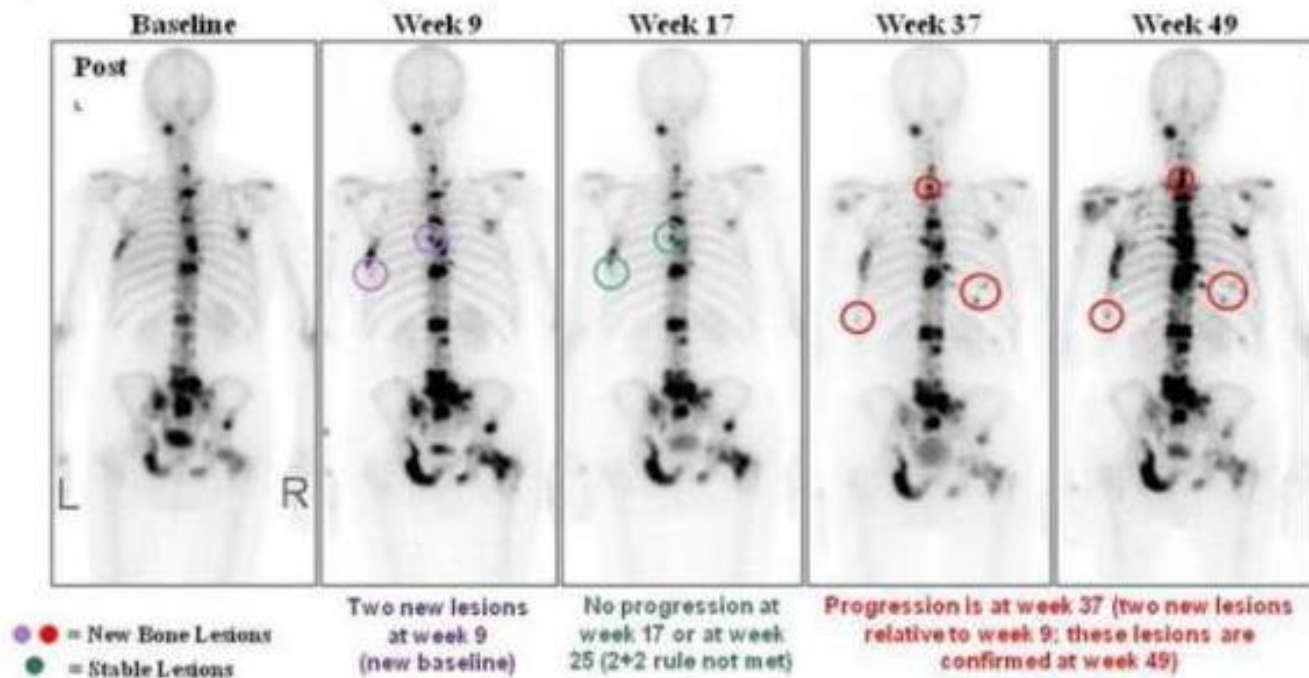 Baseline
Week 9
Week 17
Week 37
Week 49
Post
L
L
R
Two new lesions
at week 9
(new baseline)
No progression at
week 17 or at week
25 (2+2 rule not met)
Progression is at week 37 (two new lesions
relative to week 9; these lesions are
confirmed at week 49)
= New Bone Lesions
= Stable Lesions